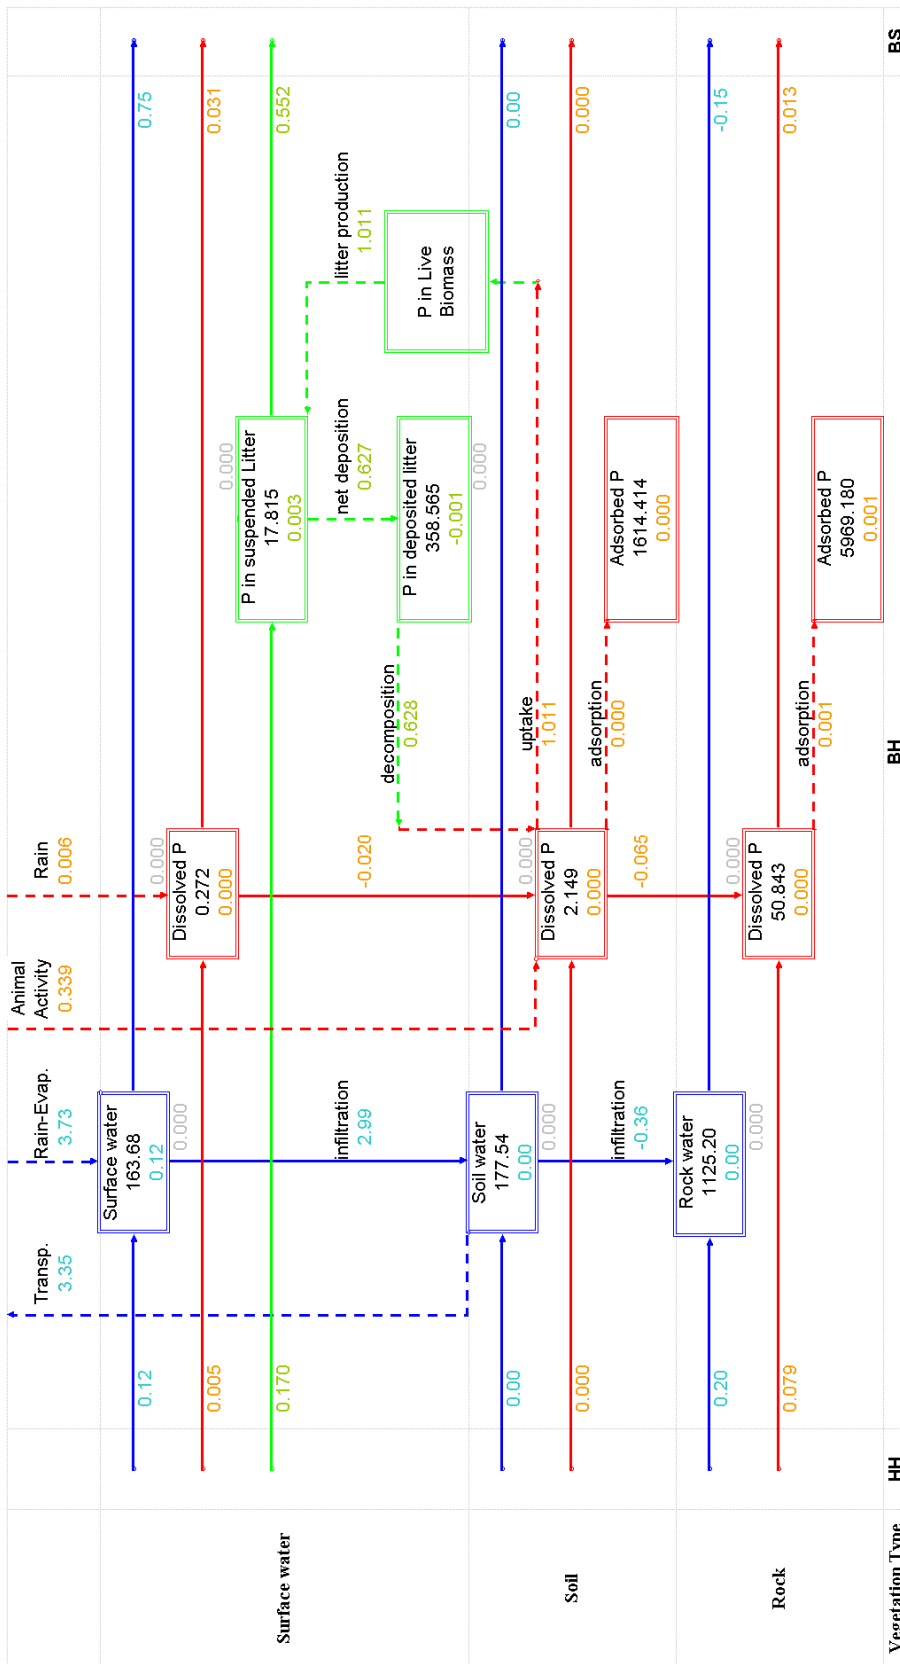 Transp.
3.35
Rain-Evap.
3.73
Animal
Activity
0.339
Rain
0.006
Surface water
0.12
Surface water
163.68
0.12
0.000
0.75
0.005
Dissolved P
0.272
0.000
0.000
0.031
0.170
P in suspended Litter
17.815
0.003
0.000
0.552
infiltration
2.99
-0.020
decomposition
0.628
net deposition
0.627
P in deposited litter
358.565
-0.001
0.000
litter production
1.011
P in Live
Biomass
Soil
0.00
Soil water
177.54
0.00
0.000
0.00
uptake
1.011
0.000
Dissolved P
2.149
0.000
0.000
0.000
infiltration
-0.36
-0.065
adsorption
0.000
Adsorbed P
1614.414
0.000
Rock
0.20
Rock water
1125.20
0.00
0.000
-0.15
0.079
Dissolved P
50.843
0.000
0.000
0.013
adsorption
0.001
Adsorbed P
5969.180
0.001
Vegetation Type
HH
BH
BS